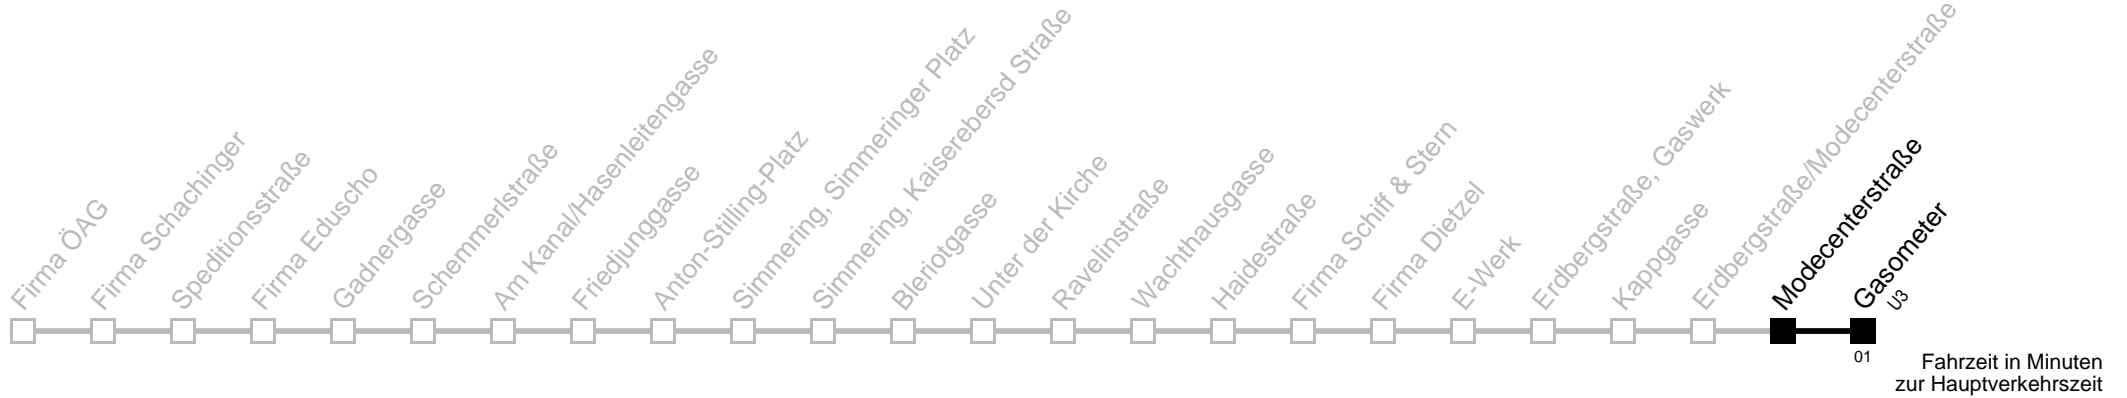 Firma ÖAG
Firma Schachinger
Speditionsstraße
Firma Eduscho
Gadnergasse
Schemmerlstraße
Am Kanal/Hasenleitengasse
Friedjunggasse
Anton-Stilling-Platz
Simmering, Simmeringer Platz
Simmering, Kaiserebersd Straße
Bleriotgasse
Unter der Kirche
Ravelinstraße
Wachthausgasse
Haidestraße
Firma Schiff & Stern
Firma Dietzel
E-Werk
Erdbergstraße, Gaswerk
Kappgasse
Erdbergstraße/Modecenterstraße
Modecenterstraße
Gasometer
U3
01
Fahrzeit in Minuten
zur Hauptverkehrszeit